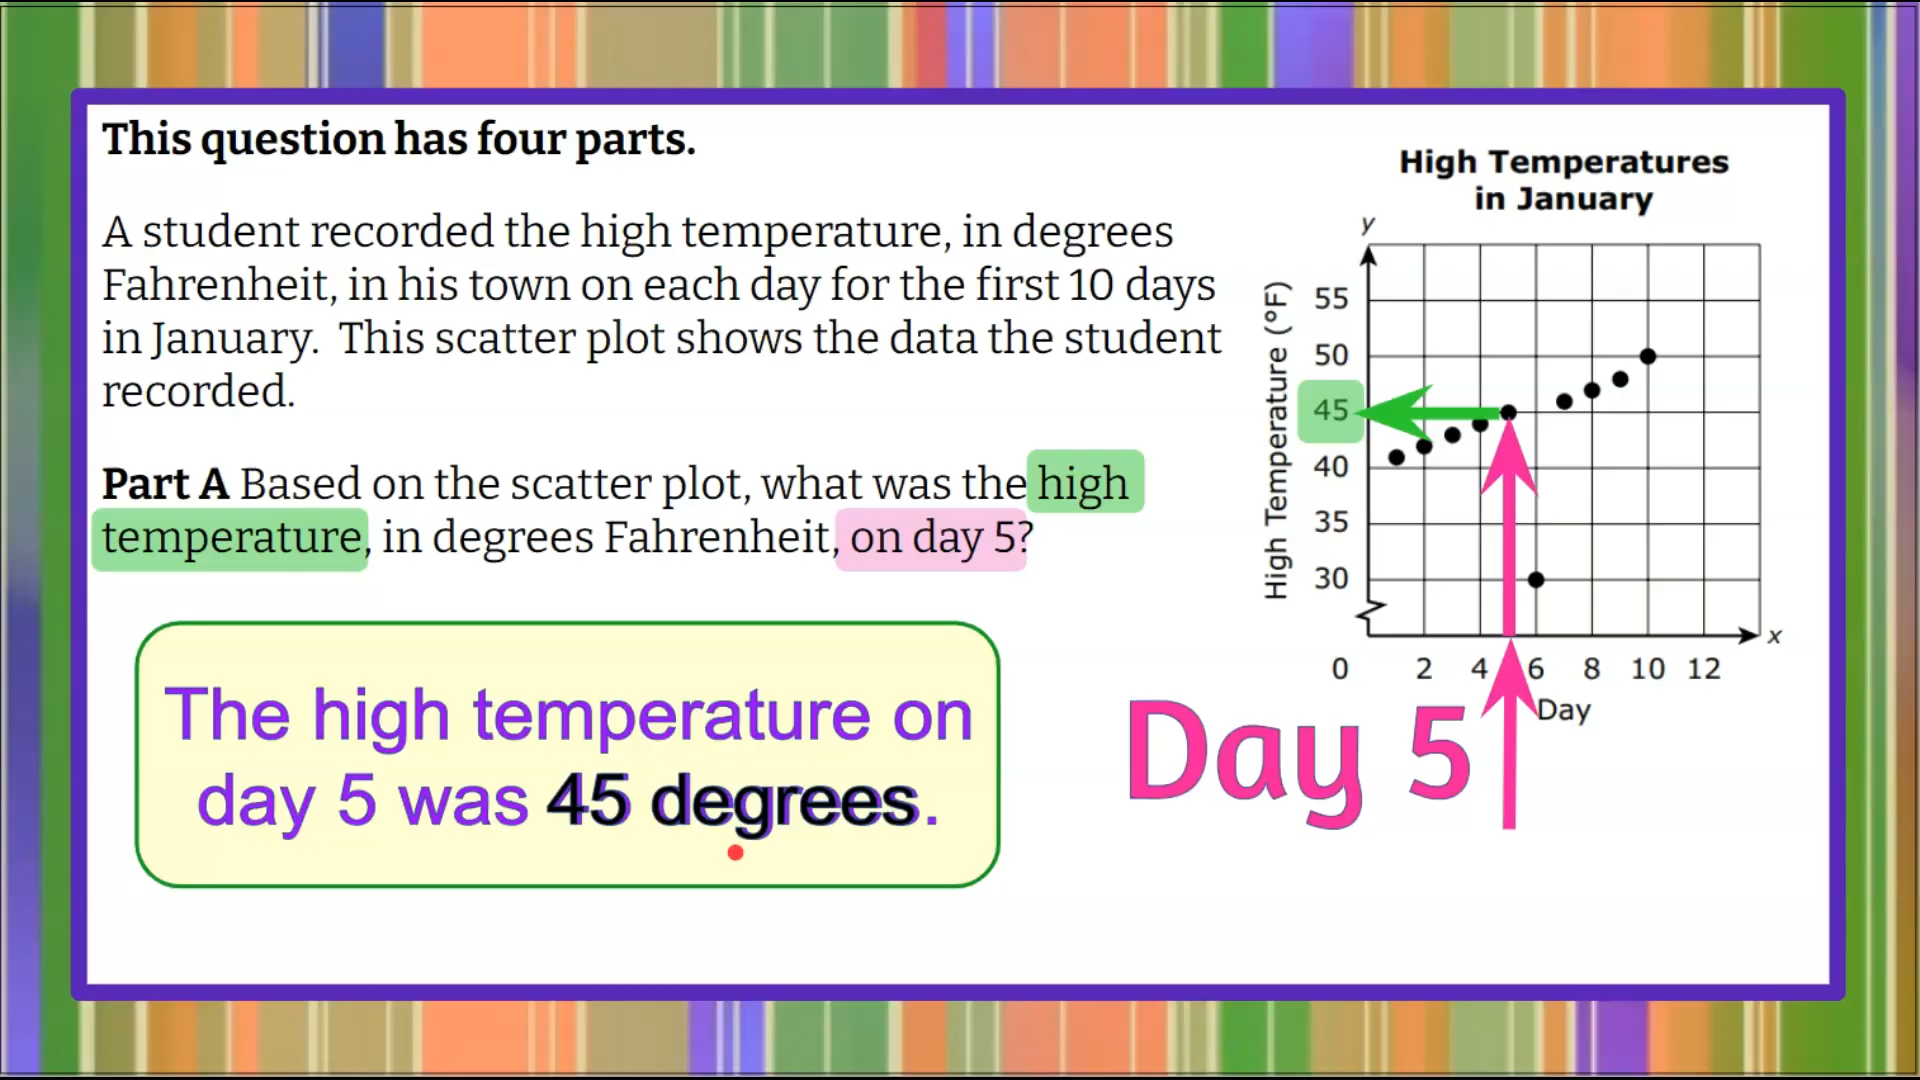 This question has four parts.
A student recorded the high temperature, in degrees
Fahrenheit, in his town on each day for the first 10 days
in January.  This scatter plot shows the data the student
recorded.
Part A Based on the scatter plot, what was the high
temperature, in degrees Fahrenheit, on day 5?
The high temperature on
day 5 was 45 degrees.
High Temperatures
in January
y
High Temperature (°F)
55
50
45
40
35
30
x
0 2 4 6 8 10 12
Day
Day 5